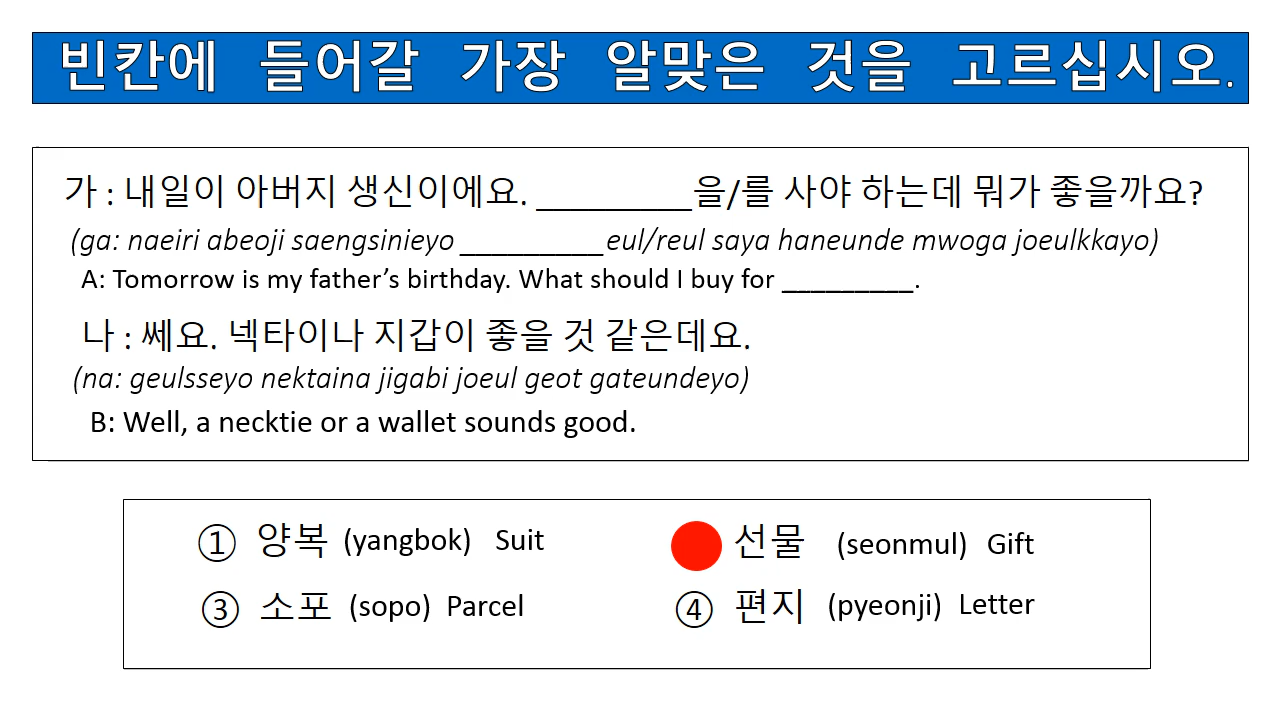 빈칸에 들어갈 가장 알맞은 것을 고르십시오.
가 : 내일이 아버지 생신이에요. _________을/를 사야 하는데 뭐가 좋을까요?
(ga: naeiri abeoji saengsinieyo _________eul/reul saya haneunde mwoga joeulkkayo)
A: Tomorrow is my father’s birthday. What should I buy for _________.
나 : 쎄요. 넥타이나 지갑이 좋을 것 같은데요.
(na: geulsseyo nektaina jigabi joeul geot gateundeyo)
B: Well, a necktie or a wallet sounds good.
① 양복 (yangbok) Suit
선물 (seonmul) Gift
③ 소포 (sopo) Parcel
④ 편지 (pyeonji) Letter